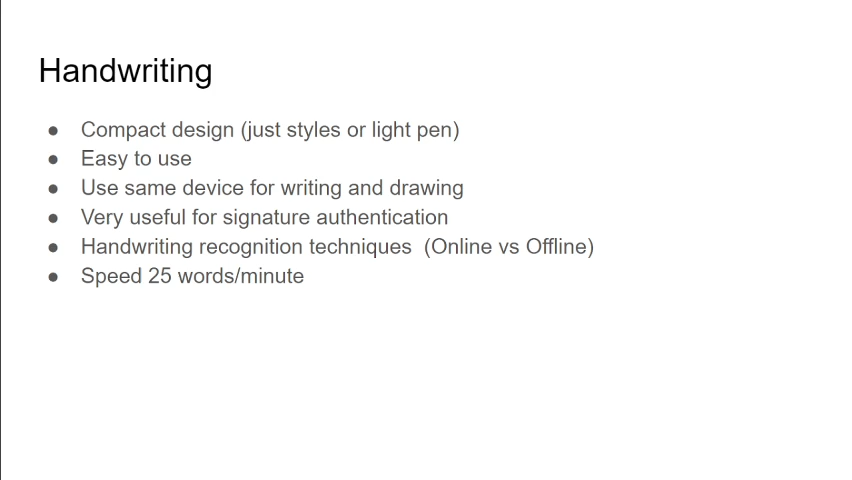 Handwriting
● Compact design (just styles or light pen)
● Easy to use
● Use same device for writing and drawing
● Very useful for signature authentication
● Handwriting recognition techniques  (Online vs Offline)
● Speed 25 words/minute